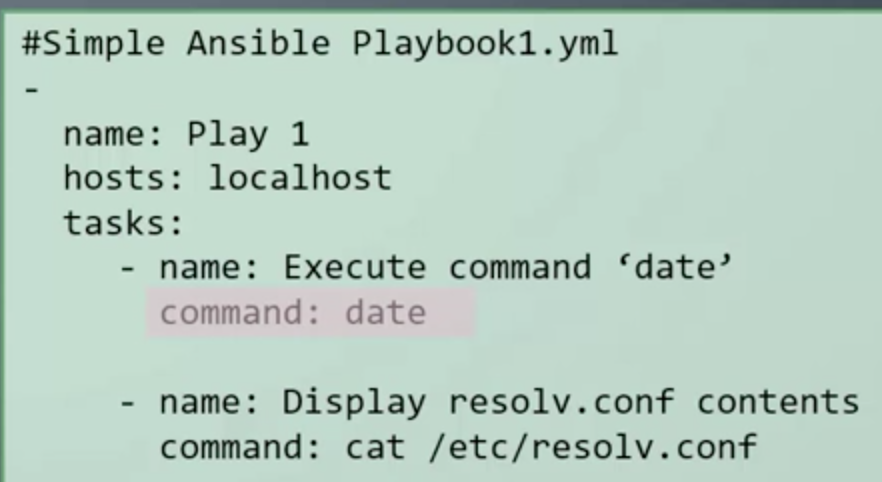 #Simple Ansible Playbook1.yml
-
name: Play 1
hosts: localhost
tasks:
- name: Execute command ‘date’
command: date
- name: Display resolv.conf contents
command: cat /etc/resolv.conf